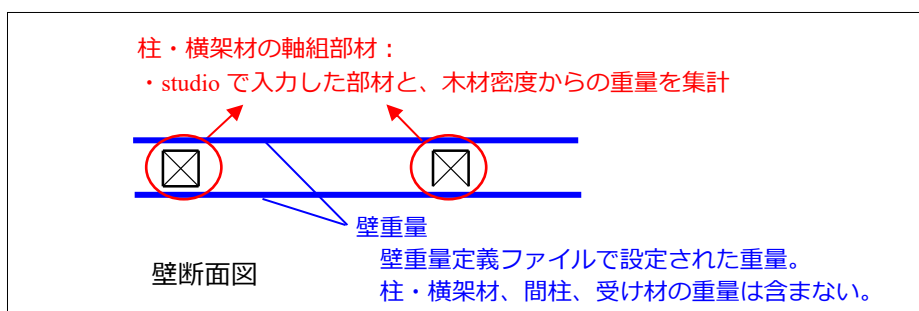 柱・横架材の軸組部材：
・studio で入力した部材と、木材密度からの重量を集計
壁重量
壁断面図
壁重量定義ファイルで設定された重量。
柱・横架材、間柱、受け材の重量は含まない。